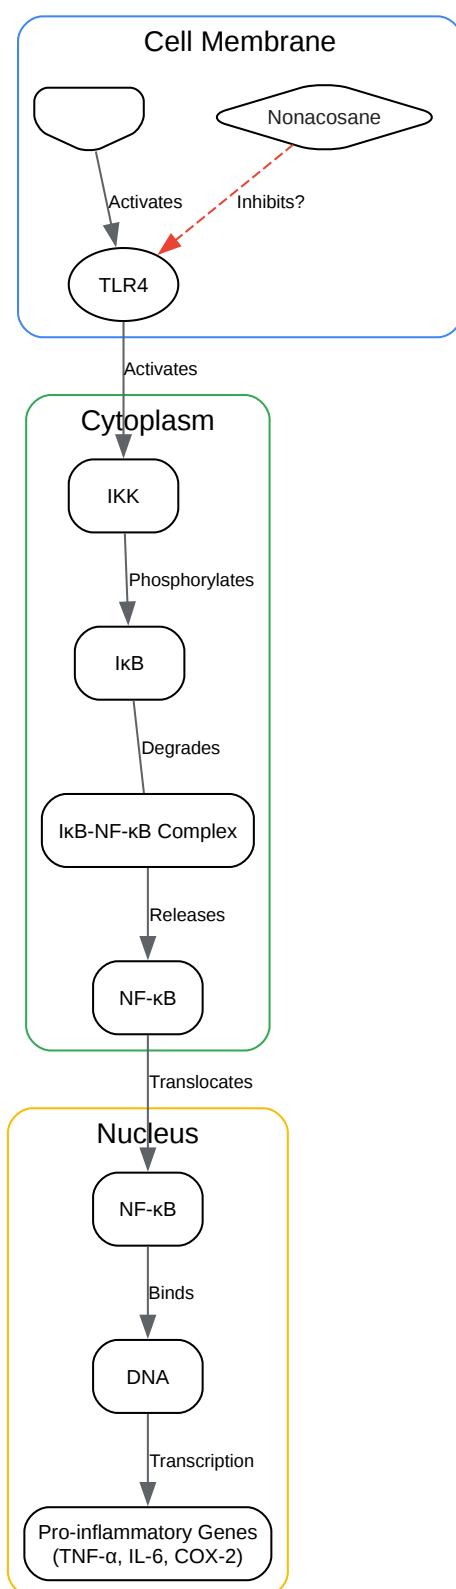 Cell Membrane
Nonacosane
Activates
Inhibits?
TLR4
Activates
Cytoplasm
IKK
Phosphorylates
IκB
Degrades
IκB-NF-κB Complex
Releases
NF-κB
Translocates
Nucleus
NF-κB
Binds
DNA
Transcription
Pro-inflammatory Genes
(TNF-α, IL-6, COX-2)